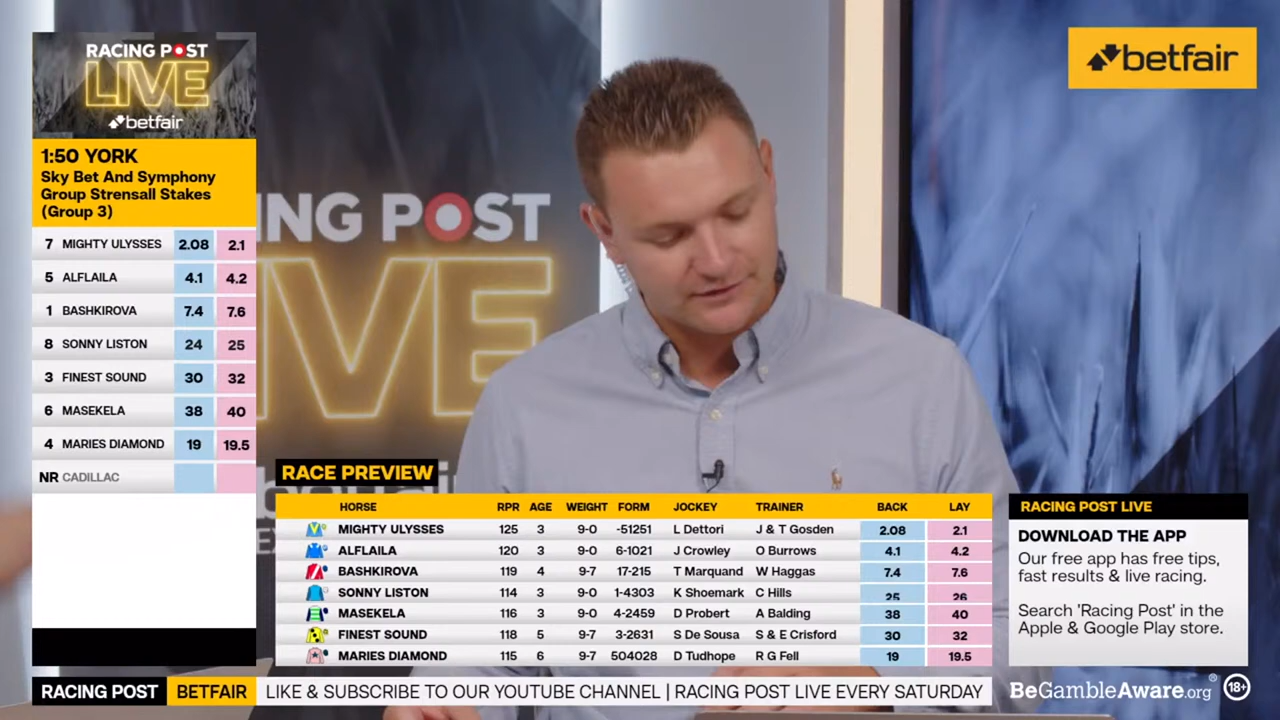 RACING POST
LIVE
betfair
1:50 YORK
Sky Bet And Symphony
Group Strensall Stakes
(Group 3)
7 MIGHTY ULYSSES 2.08 2.1
5 ALFLAILA 4.1 4.2
1 BASHKIROVA 7.4 7.6
8 SONNY LISTON 24 25
3 FINEST SOUND 30 32
6 MASEKELA 38 40
4 MARIES DIAMOND 19 19.5
NR CADILLAC
betfair
ING POST
VE
RACE PREVIEW
HORSE RPR AGE WEIGHT FORM JOCKEY TRAINER BACK LAY
MIGHTY ULYSSES 125 3 9-0 -51251 L Dettori J & T Gosden 2.08 2.1
ALFLAILA 120 3 9-0 6-1021 J Crowley O Burrows 4.1 4.2
BASHKIROVA 119 4 9-7 17-215 T Marquand W Haggas 7.4 7.6
SONNY LISTON 114 3 9-0 1-4303 K Shoemark C Hills 25 26
MASEKELA 116 3 9-0 4-2459 D Probert A Balding 38 40
FINEST SOUND 118 5 9-7 3-2631 S De Sousa S & E Crisford 30 32
MARIES DIAMOND 115 6 9-7 504028 D Tudhope R G Fell 19 19.5
RACING POST LIVE
DOWNLOAD THE APP
Our free app has free tips,
fast results & live racing.
Search 'Racing Post' in the
Apple & Google Play store.
RACING POST BETFAIR LIKE & SUBSCRIBE TO OUR YOUTUBE CHANNEL | RACING POST LIVE EVERY SATURDAY
BeGambleAware.org 18+